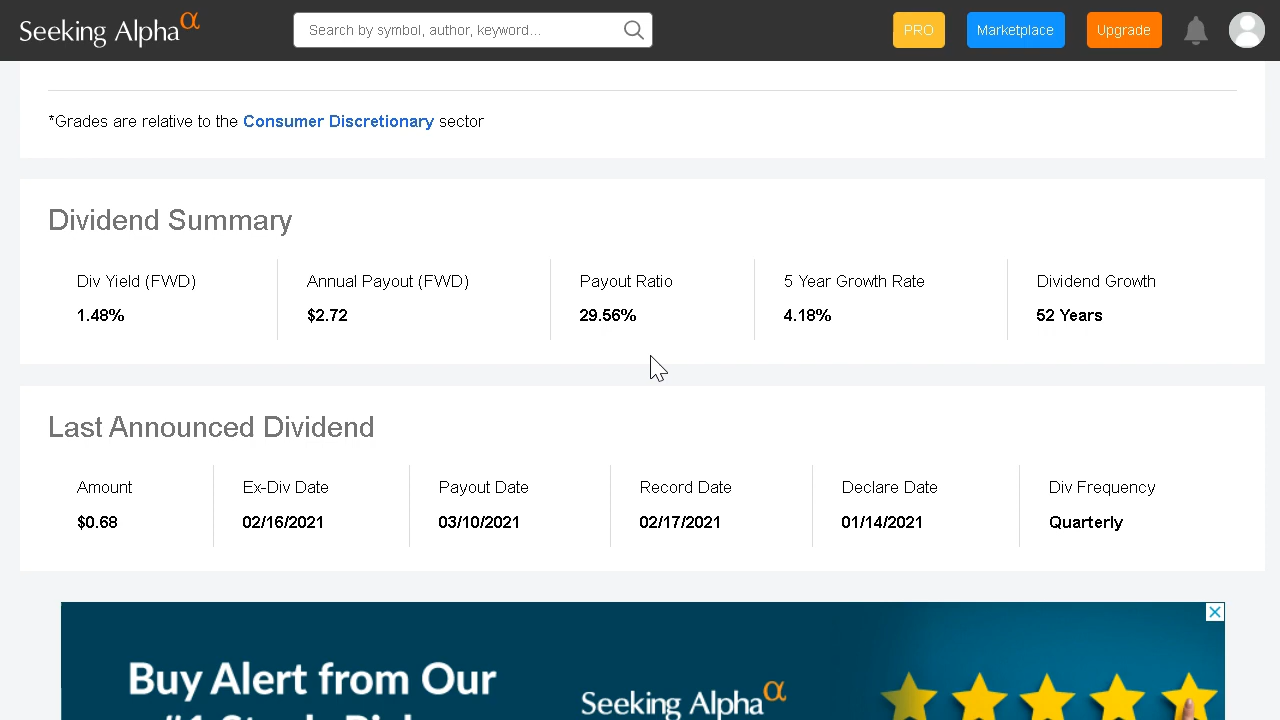 Seeking Alpha α
Search by symbol, author, keyword...
PRO
Marketplace
Upgrade
*Grades are relative to the Consumer Discretionary sector
Dividend Summary
Div Yield (FWD) Annual Payout (FWD) Payout Ratio 5 Year Growth Rate Dividend Growth
1.48% $2.72 29.56% 4.18% 52 Years
Last Announced Dividend
Amount Ex-Div Date Payout Date Record Date Declare Date Div Frequency
$0.68 02/16/2021 03/10/2021 02/17/2021 01/14/2021 Quarterly
Buy Alert from Our
Seeking Alpha α